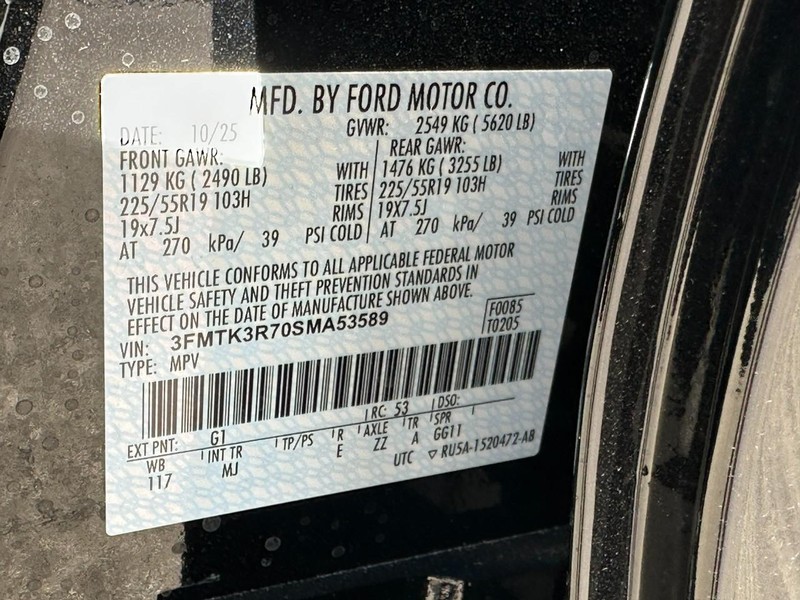 MFD. BY FORD MOTOR CO.
DATE: 10/25 GVWR: 2549 KG ( 5620 LB)
FRONT GAWR: REAR GAWR:
1129 KG ( 2490 LB) WITH 1476 KG ( 3255 LB) WITH
225/55R19 103H TIRES 225/55R19 103H TIRES
19x7.5J RIMS 19x7.5J RIMS
AT 270 kPa/ 39 PSI COLD AT 270 kPa/ 39 PSI COLD
THIS VEHICLE CONFORMS TO ALL APPLICABLE FEDERAL MOTOR
VEHICLE SAFETY AND THEFT PREVENTION STANDARDS IN
EFFECT ON THE DATE OF MANUFACTURE SHOWN ABOVE.
F0085
VIN: 3FMTK3R70SMA53589 T0205
TYPE: MPV
RC: 53 DSO:
EXT PNT: G1
WB INT TR TP/PS R AXLE TR SPR
117 MJ E ZZ A GG11
UTC ▽ RU5A-1520472-AB